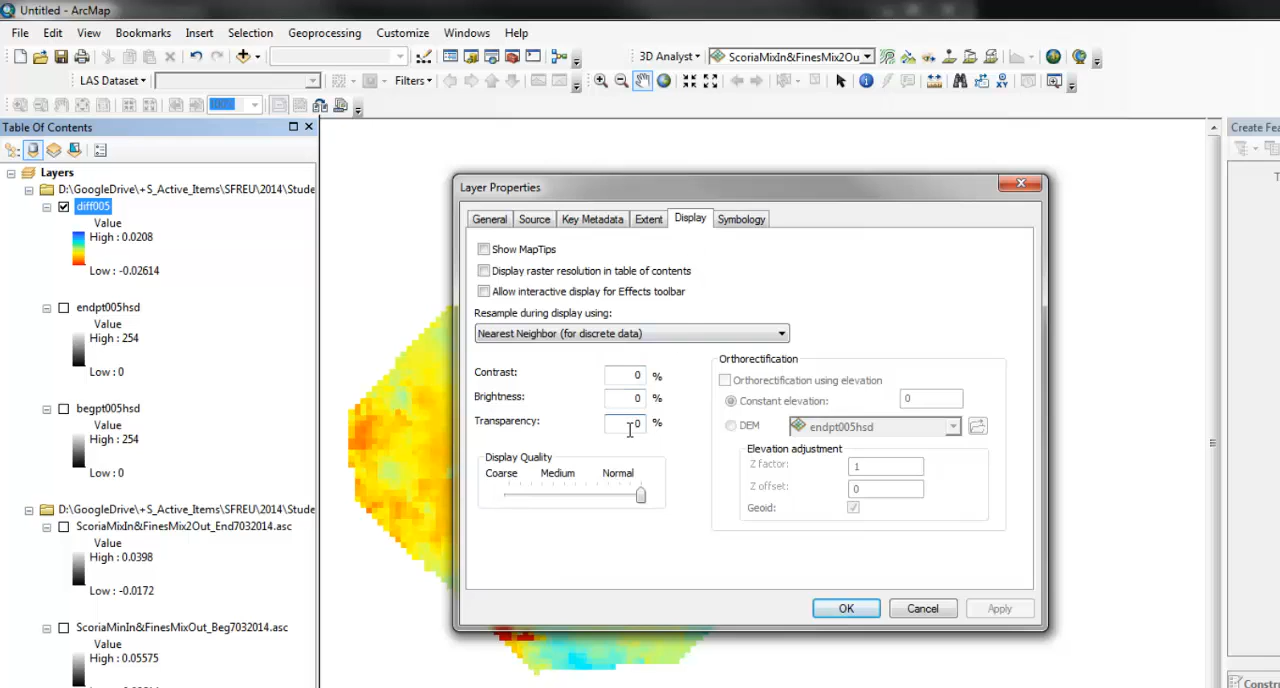 Untitled - ArcMap
File Edit View Bookmarks Insert Selection Geoprocessing Customize Windows Help
3D Analyst ScoriaMixIn&FinesMix2Ou
LAS Dataset Filters
Table Of Contents
Create Fea
Layers
D:\GoogleDrive\+S_Active_Items\SFREU\2014\Stude
diff005
Value
High : 0.0208
Low : -0.02614
endpt005hsd
Value
High : 254
Low : 0
begpt005hsd
Value
High : 254
Low : 0
D:\GoogleDrive\+S_Active_Items\SFREU\2014\Stude
ScoriaMixIn&FinesMix2Out_End7032014.asc
Value
High : 0.0398
Low : -0.0172
ScoriaMinIn&FinesMixOut_Beg7032014.asc
Value
High : 0.05575
Layer Properties
General Source Key Metadata Extent Display Symbology
Show MapTips
Display raster resolution in table of contents
Allow interactive display for Effects toolbar
Resample during display using:
Nearest Neighbor (for discrete data)
Contrast: 0 %
Brightness: 0 %
Transparency: 0 %
Display Quality
Coarse Medium Normal
Orthorectification
Orthorectification using elevation
Constant elevation: 0
DEM endpt005hsd
Elevation adjustment
Z factor: 1
Z offset: 0
Geoid:
OK Cancel Apply
Constru